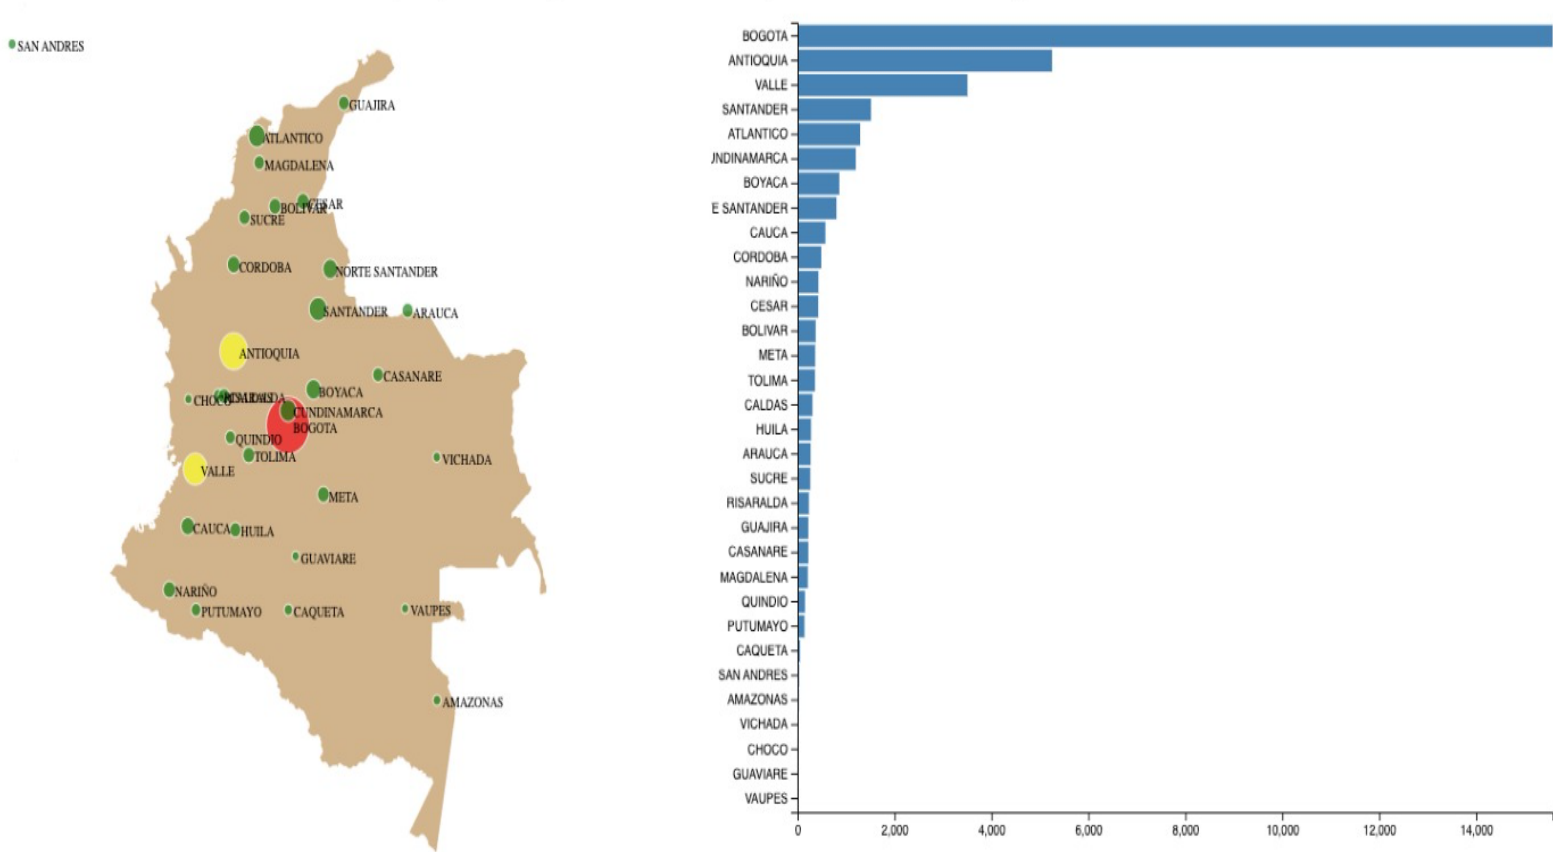 SAN ANDRES
GUAJIRA
ATLANTICO
MAGDALENA
CESAR
BOLIVAR
SUCRE
CORDOBA
NORTE SANTANDER
SANTANDER
ARAUCA
ANTIOQUIA
CASANARE
BOYACA
CHOCO
CUNDINAMARCA
BOGOTA
QUINDIO
TOLIMA
VICHADA
VALLE
META
CAUCA
HUILA
GUAVIARE
NARIÑO
PUTUMAYO
CAQUETA
VAUPES
AMAZONAS
BOGOTA
ANTIOQUIA
VALLE
SANTANDER
ATLANTICO
UNDINAMARCA
BOYACA
E SANTANDER
CAUCA
CORDOBA
NARIÑO
CESAR
BOLIVAR
META
TOLIMA
CALDAS
HUILA
ARAUCA
SUCRE
RISARALDA
GUAJIRA
CASANARE
MAGDALENA
QUINDIO
PUTUMAYO
CAQUETA
SAN ANDRES
AMAZONAS
VICHADA
CHOCO
GUAVIARE
VAUPES
0 2,000 4,000 6,000 8,000 10,000 12,000 14,000